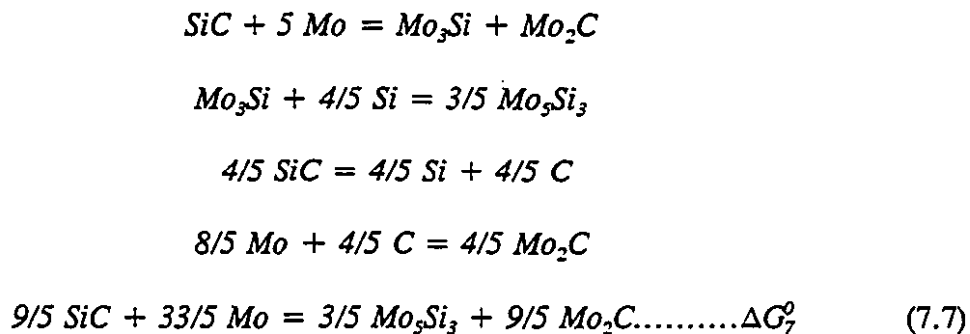 SiC + 5 Mo = Mo₃Si + Mo₂C
Mo₃Si + 4/5 Si = 3/5 Mo₅Si₃
4/5 SiC = 4/5 Si + 4/5 C
8/5 Mo + 4/5 C = 4/5 Mo₂C
9/5 SiC + 33/5 Mo = 3/5 Mo₅Si₃ + 9/5 Mo₂C..........ΔG₇⁰ (7.7)